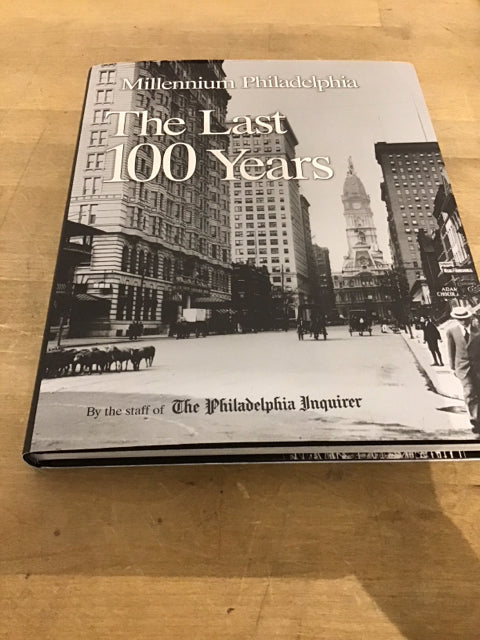 Millennium Philadelphia
The Last
100 Years
By the staff of The Philadelphia Inquirer